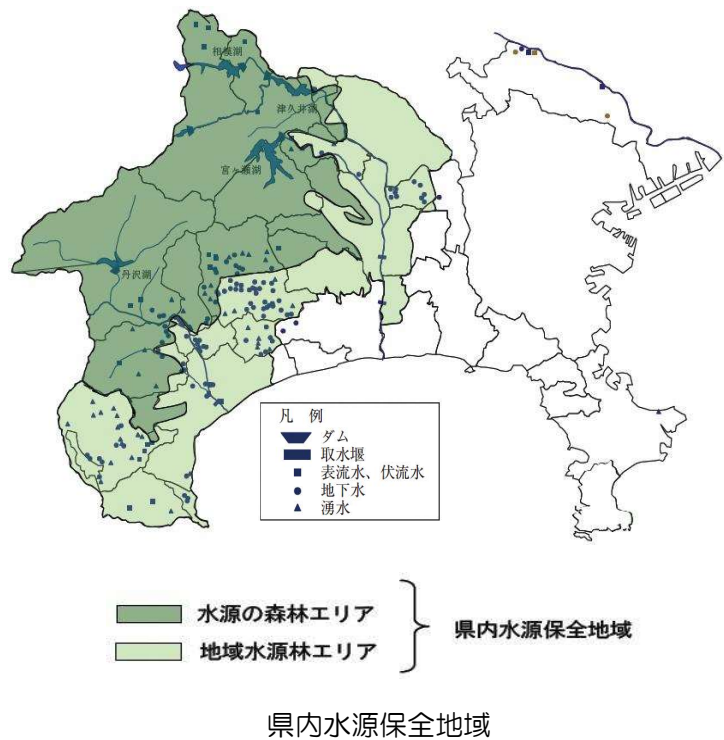 相模湖
津久井湖
宮ヶ瀬湖
丹沢湖
凡 例
ダム
取水堰
表流水、伏流水
地下水
湧水
水源の森林エリア
地域水源林エリア
県内水源保全地域
県内水源保全地域